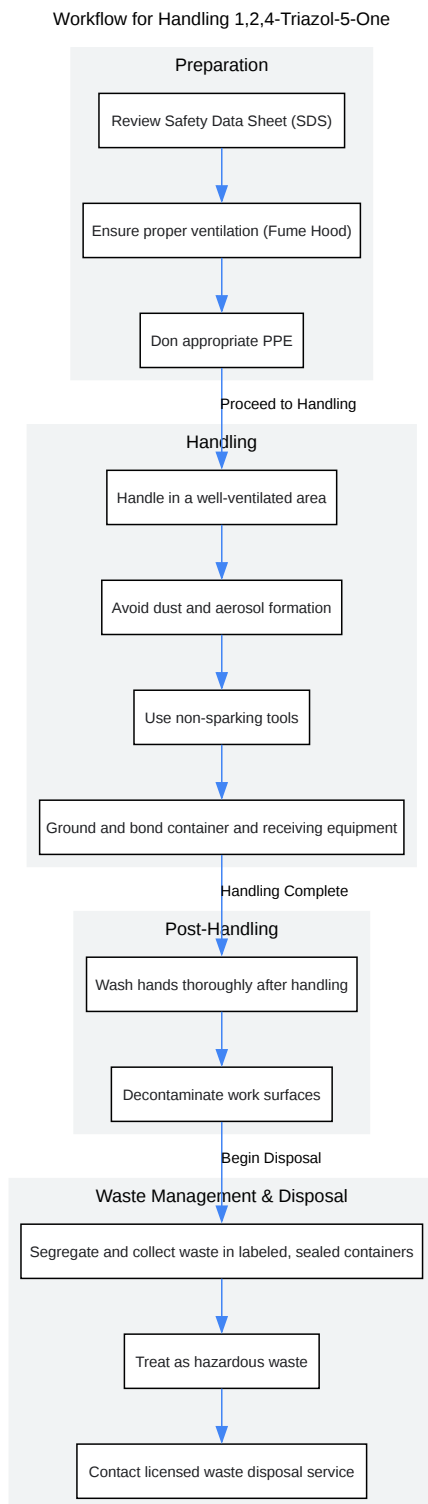 Workflow for Handling 1,2,4-Triazol-5-One
Preparation
Review Safety Data Sheet (SDS)
Ensure proper ventilation (Fume Hood)
Don appropriate PPE
Proceed to Handling
Handling
Handle in a well-ventilated area
Avoid dust and aerosol formation
Use non-sparking tools
Ground and bond container and receiving equipment
Handling Complete
Post-Handling
Wash hands thoroughly after handling
Decontaminate work surfaces
Begin Disposal
Waste Management & Disposal
Segregate and collect waste in labeled, sealed containers
Treat as hazardous waste
Contact licensed waste disposal service